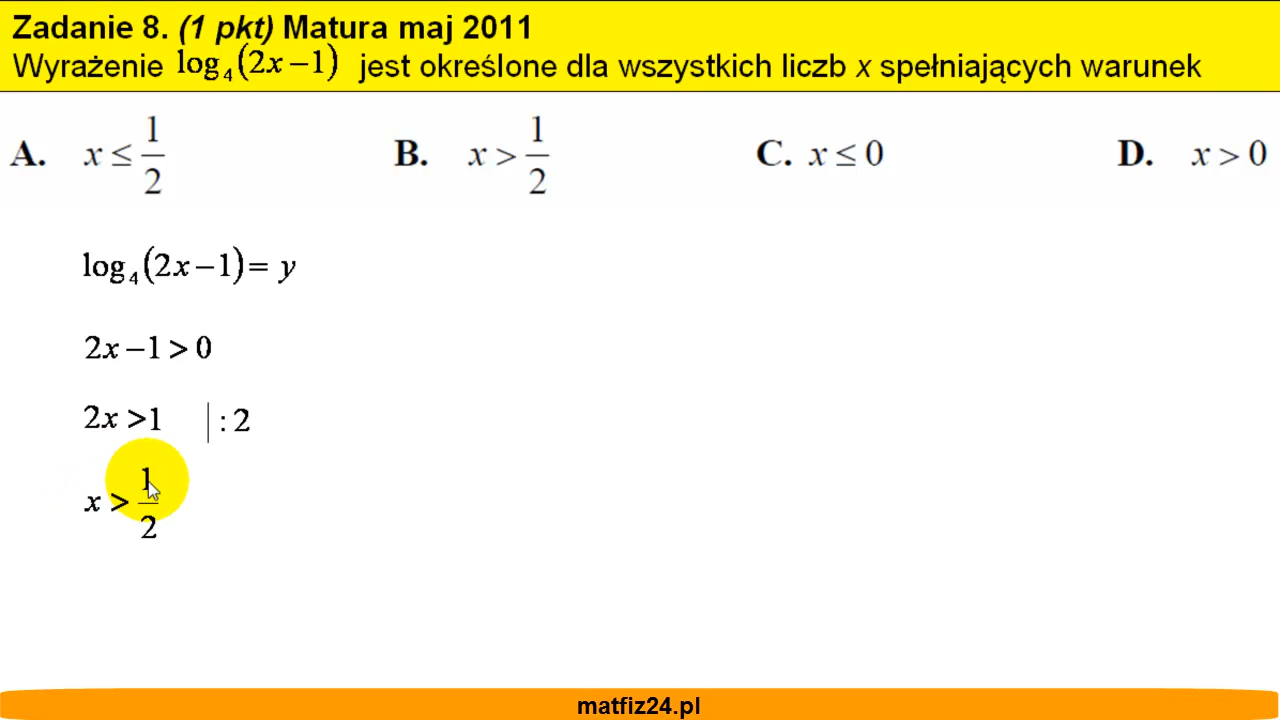 Zadanie 8. (1 pkt) Matura maj 2011
Wyrażenie log₄(2x−1) jest określone dla wszystkich liczb x spełniających warunek
A. x ≤ 1/2 B. x > 1/2 C. x ≤ 0 D. x > 0
log₄(2x−1) = y
2x−1 > 0
2x >1 | : 2
x > 1/2
matfiz24.pl